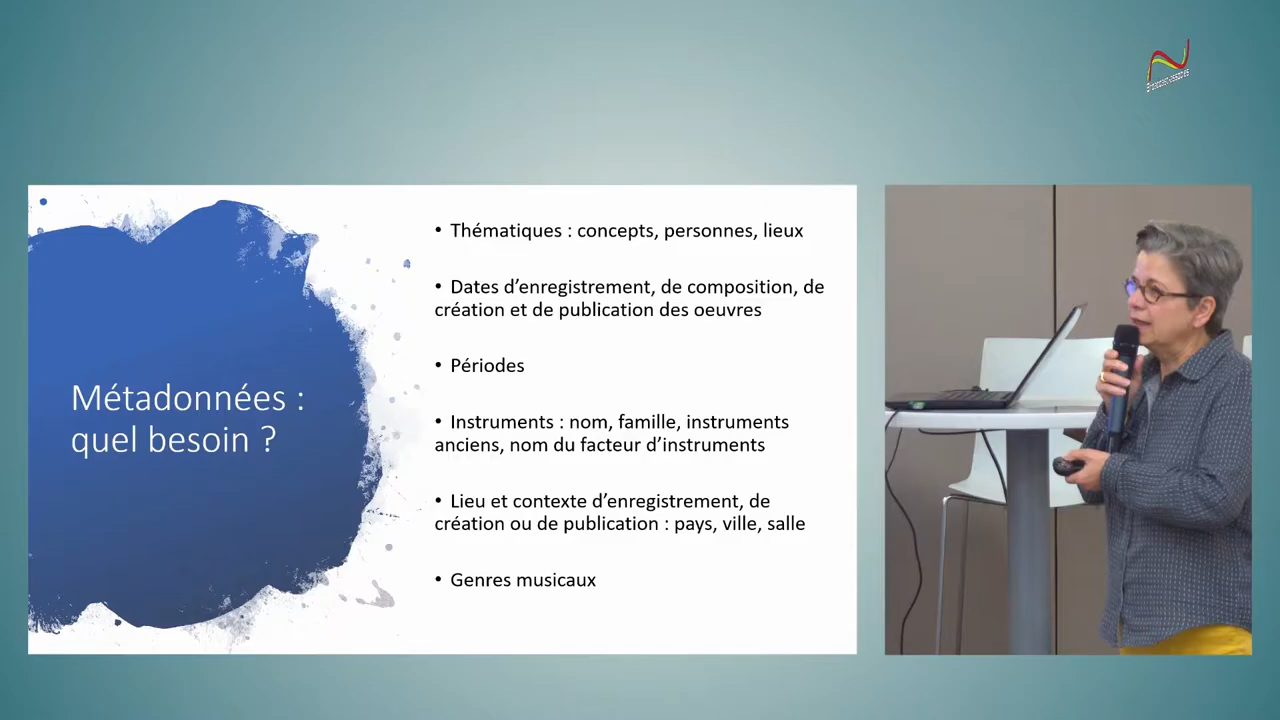 Métadonnées :
quel besoin ?
• Thématiques : concepts, personnes, lieux
• Dates d’enregistrement, de composition, de
création et de publication des oeuvres
• Périodes
• Instruments : nom, famille, instruments
anciens, nom du facteur d’instruments
• Lieu et contexte d’enregistrement, de
création ou de publication : pays, ville, salle
• Genres musicaux